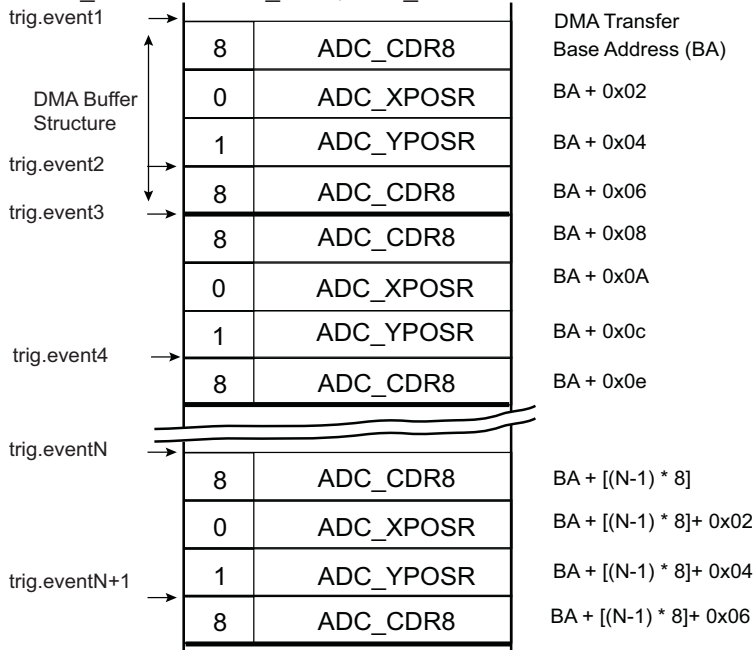 trig.event1
DMA Transfer
8 ADC_CDR8 Base Address (BA)
DMA Buffer
Structure
0 ADC_XPOSR BA + 0x02
1 ADC_YPOSR BA + 0x04
trig.event2
8 ADC_CDR8 BA + 0x06
trig.event3
8 ADC_CDR8 BA + 0x08
0 ADC_XPOSR BA + 0x0A
1 ADC_YPOSR BA + 0x0c
trig.event4
8 ADC_CDR8 BA + 0x0e
trig.eventN
8 ADC_CDR8 BA + [(N-1) * 8]
0 ADC_XPOSR BA + [(N-1) * 8]+ 0x02
1 ADC_YPOSR BA + [(N-1) * 8]+ 0x04
trig.eventN+1
8 ADC_CDR8 BA + [(N-1) * 8]+ 0x06